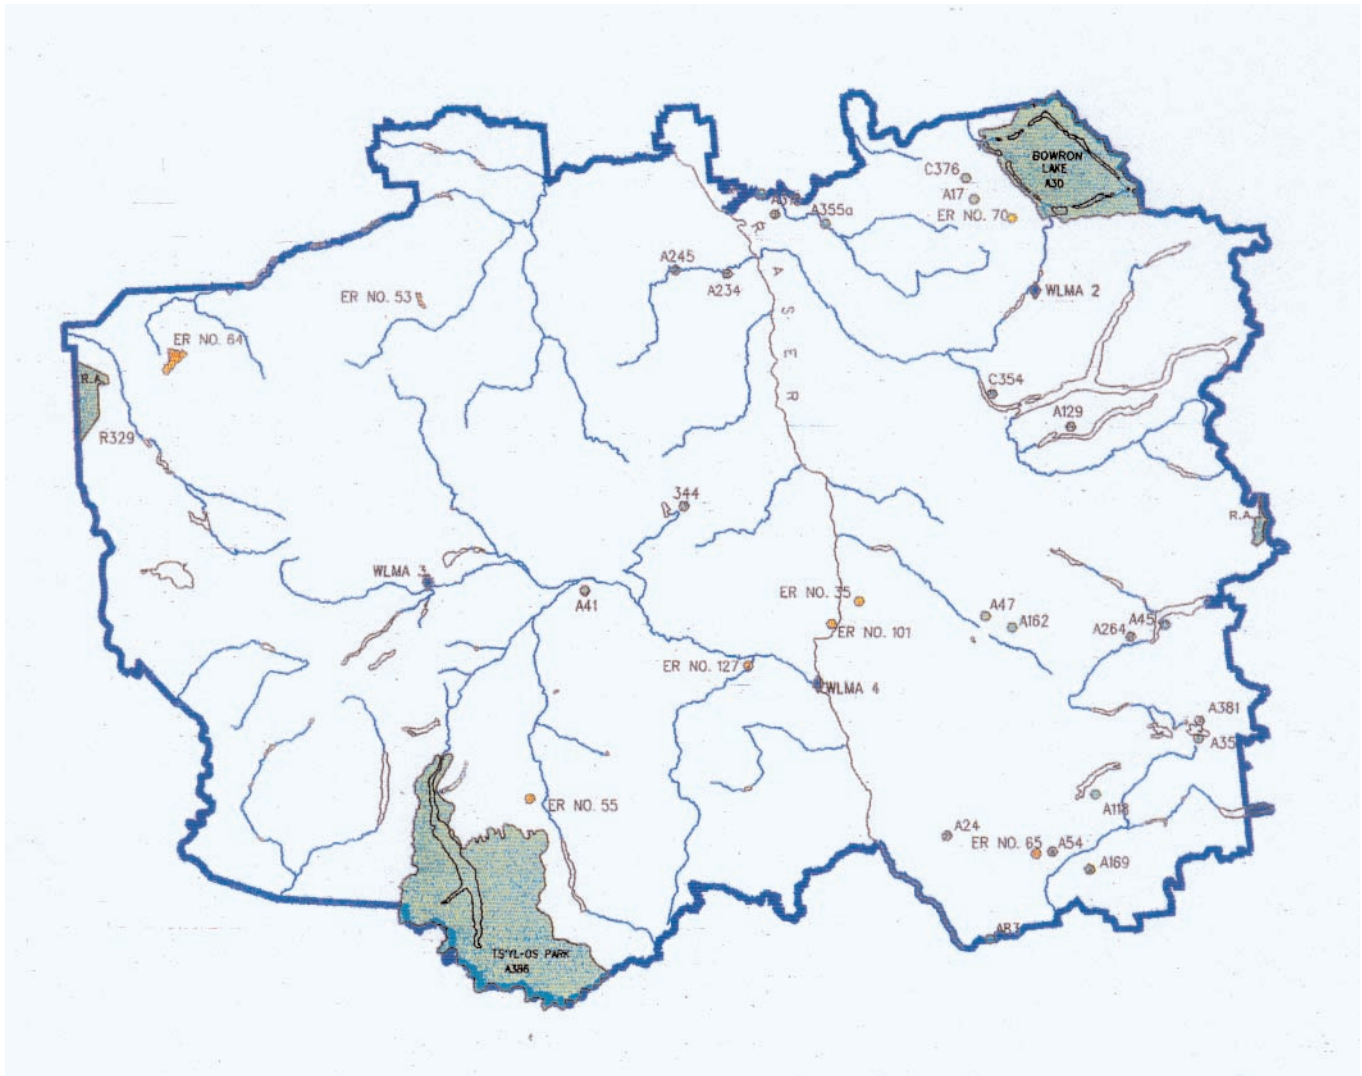 BOWRON
LAKE
A30
C376
A17
ER NO. 70
A355a
R
A
S
E
R
A245
A234
WLMA 2
ER NO. 53
ER NO. 64
R.A.
R329
C354
A129
344
R.A.
WLMA 3
A41
ER NO. 35
ER NO. 101
A47
A162
A264
A45
ER NO. 127
WLMA 4
A381
A35
ER NO. 55
A118
A24
ER NO. 65
A54
A169
AR3
TS'YL-OS PARK
A386